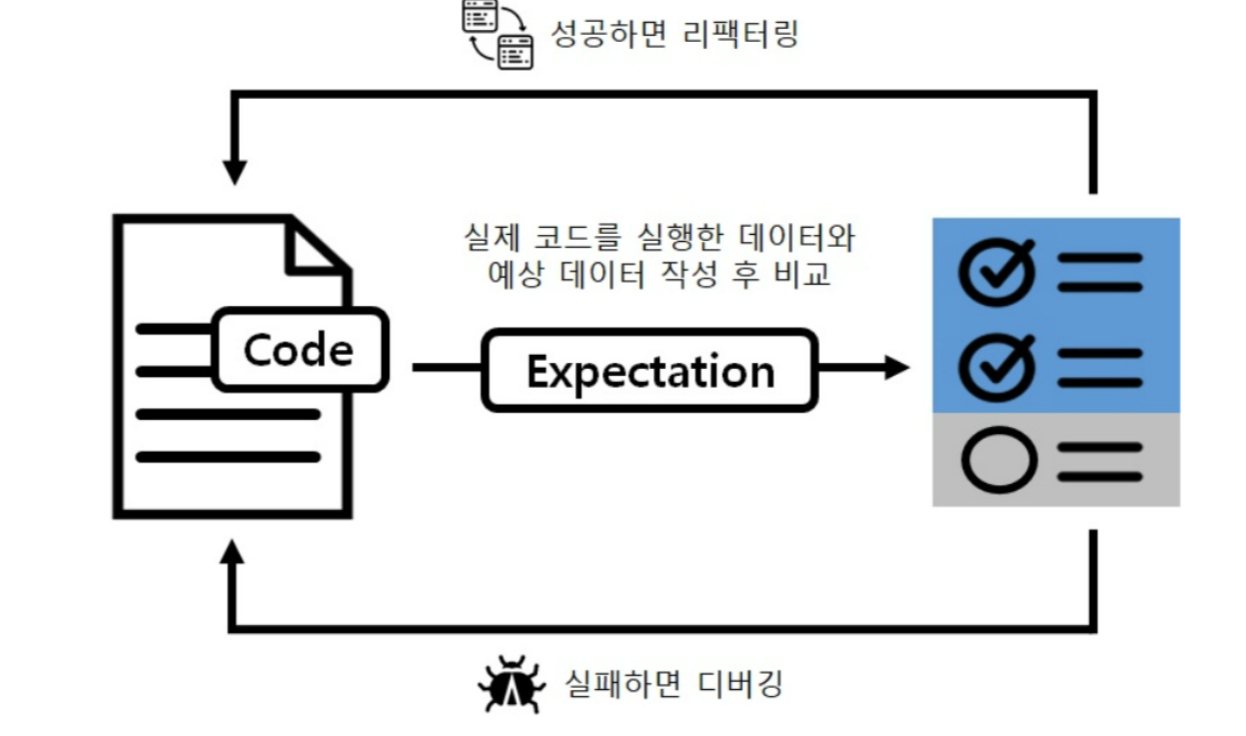 성공하면 리팩터링
실제 코드를 실행한 데이터와
예상 데이터 작성 후 비교
Code
Expectation
실패하면 디버깅